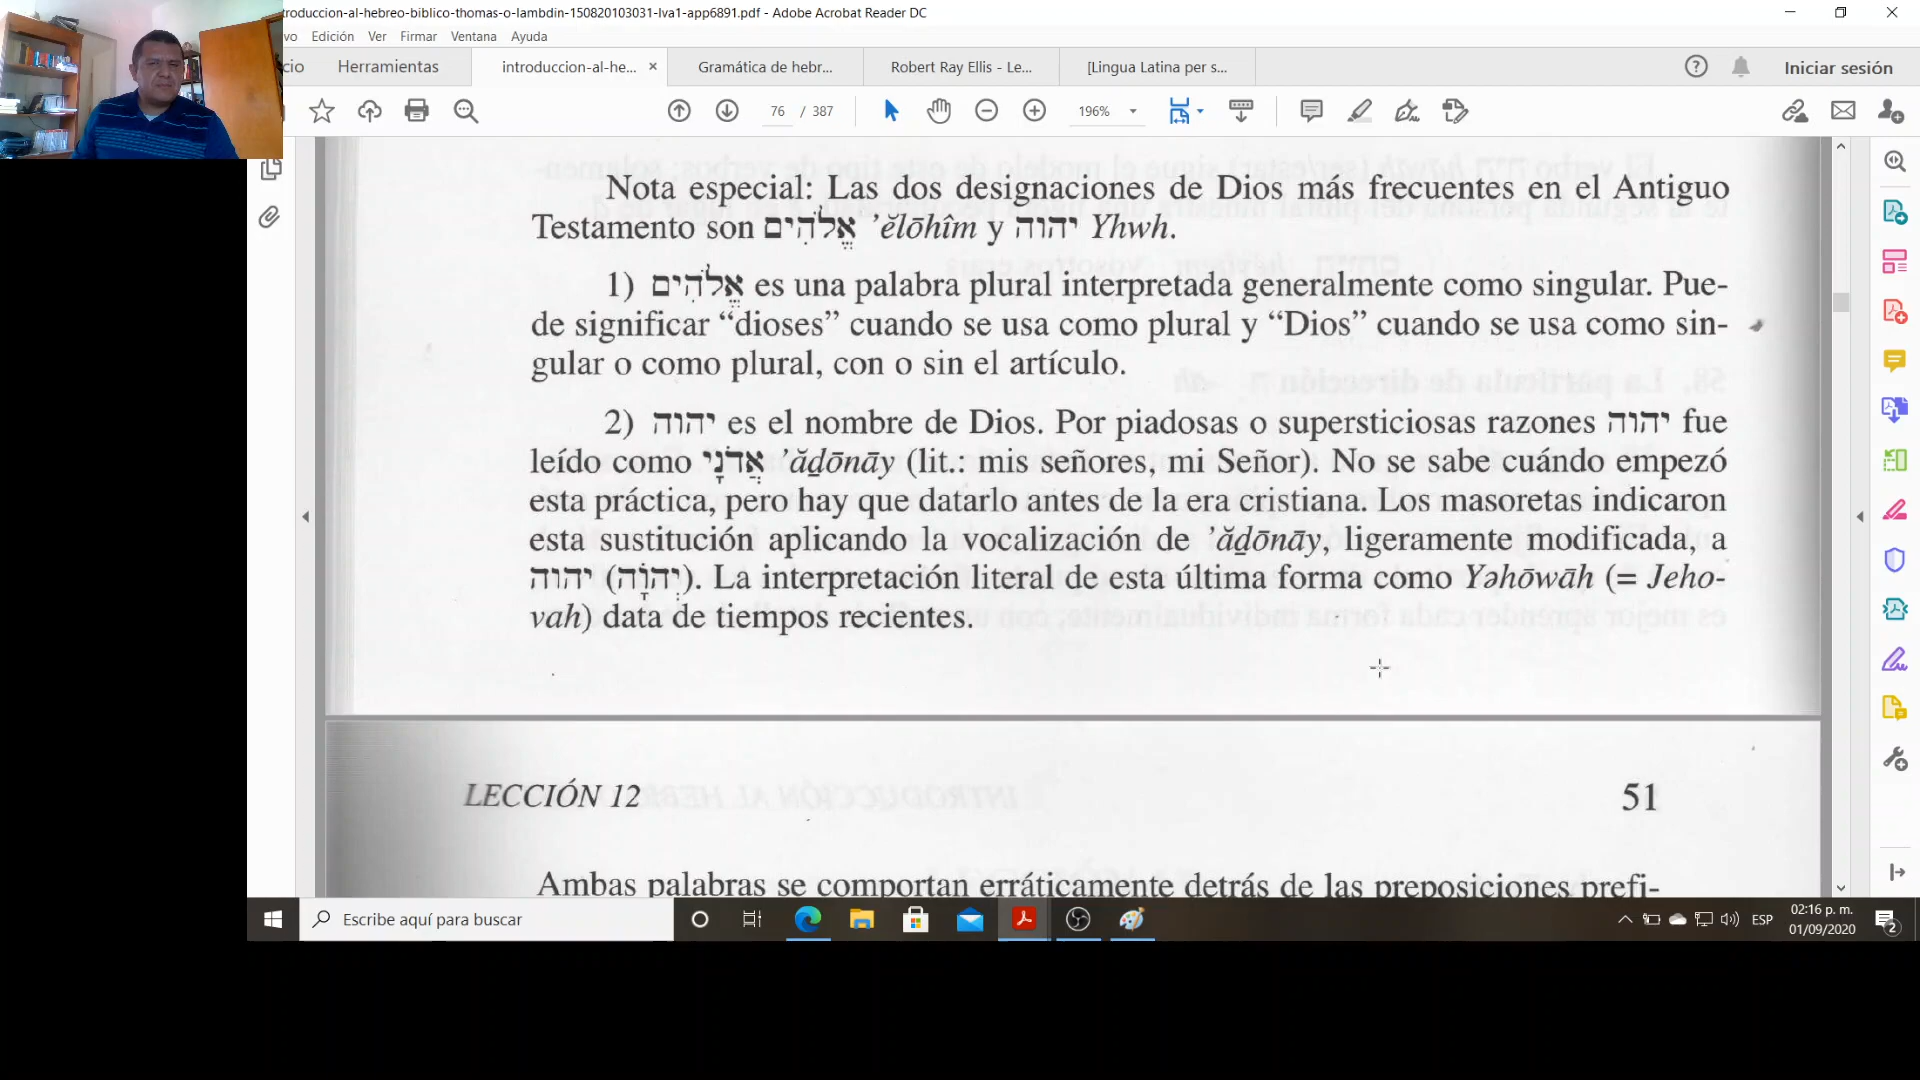 troduccion-al-hebreo-biblico-thomas-o-lambdin-150820103031-lva1-app6891.pdf - Adobe Acrobat Reader DC
vo Edición Ver Firmar Ventana Ayuda
cio Herramientas introduccion-al-he... × Gramática de hebr... Robert Ray Ellis - Le... [Lingua Latina per s... Iniciar sesión
76 / 387 196%
Nota especial: Las dos designaciones de Dios más frecuentes en el Antiguo
Testamento son אֱלֹהִים ʼĕlōhîm y יהוה Yhwh.
1) אֱלֹהִים es una palabra plural interpretada generalmente como singular. Pue-
de significar “dioses” cuando se usa como plural y “Dios” cuando se usa como sin-
gular o como plural, con o sin el artículo.
2) יהוה es el nombre de Dios. Por piadosas o supersticiosas razones יהוה fue
leído como אֲדֹנָי ʼăḏōnāy (lit.: mis señores, mi Señor). No se sabe cuándo empezó
esta práctica, pero hay que datarlo antes de la era cristiana. Los masoretas indicaron
esta sustitución aplicando la vocalización de ʼăḏōnāy, ligeramente modificada, a
יהוה (יְהוָֹה). La interpretación literal de esta última forma como Yəhōwāh (= Jeho-
vah) data de tiempos recientes.
LECCIÓN 12 51
Ambas palabras se comportan erráticamente detrás de las preposiciones prefi-
Escribe aquí para buscar
ESP
02:16 p. m.
01/09/2020
2